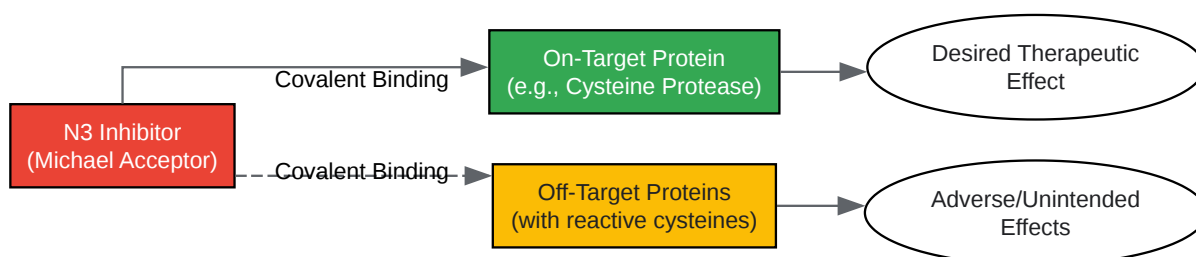 N3 Inhibitor
(Michael Acceptor)
Covalent Binding
On-Target Protein
(e.g., Cysteine Protease)
Desired Therapeutic
Effect
Covalent Binding
Off-Target Proteins
(with reactive cysteines)
Adverse/Unintended
Effects